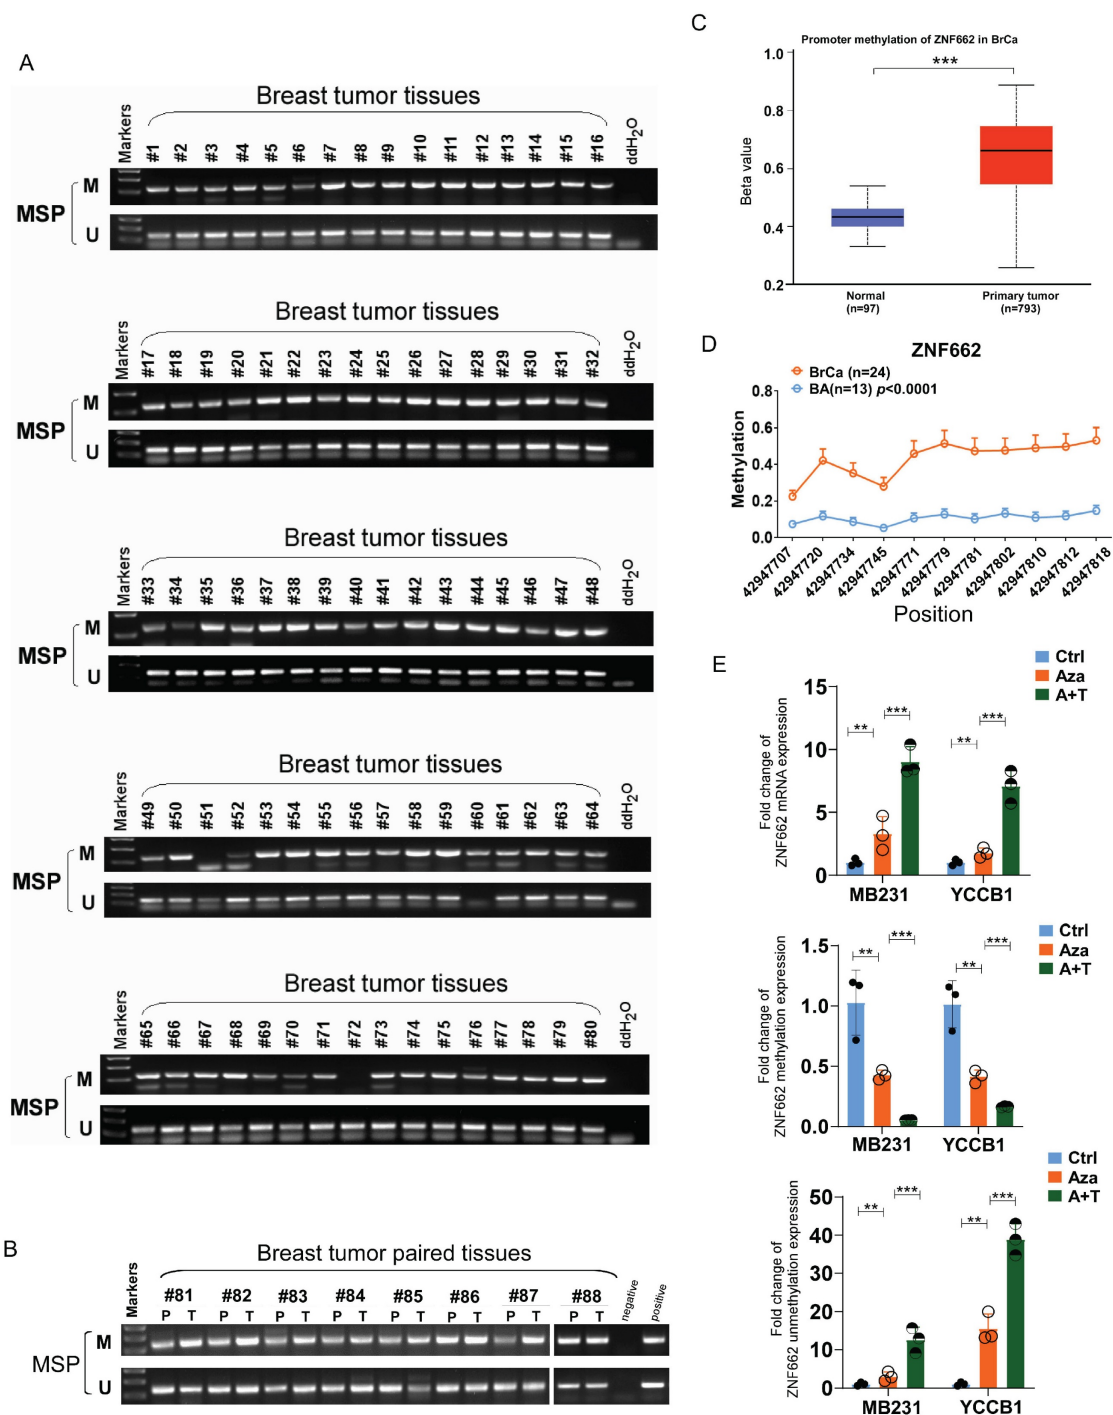 A
Breast tumor tissues
Markers #1 #2 #3 #4 #5 #6 #7 #8 #9 #10 #11 #12 #13 #14 #15 #16 ddH2O
MSP
M
U
Breast tumor tissues
Markers #17 #18 #19 #20 #21 #22 #23 #24 #25 #26 #27 #28 #29 #30 #31 #32 ddH2O
MSP
M
U
Breast tumor tissues
Markers #33 #34 #35 #36 #37 #38 #39 #40 #41 #42 #43 #44 #45 #46 #47 #48 ddH2O
MSP
M
U
Breast tumor tissues
Markers #49 #50 #51 #52 #53 #54 #55 #56 #57 #58 #59 #60 #61 #62 #63 #64 ddH2O
MSP
M
U
Breast tumor tissues
Markers #65 #66 #67 #68 #69 #70 #71 #72 #73 #74 #75 #76 #77 #78 #79 #80 ddH2O
MSP
M
U
B
Breast tumor paired tissues
Markers #81 #82 #83 #84 #85 #86 #87 #88 negative positive
P T P T P T P T P T P T P T P T
MSP
M
U
C
Promoter methylation of ZNF662 in BrCa
***
Beta value
1.0
0.8
0.6
0.4
0.2
Normal Primary tumor
(n=97) (n=793)
D
ZNF662
BrCa (n=24)
BA(n=13) p<0.0001
Methylation
0.8
0.6
0.4
0.2
0.0
42947707 42947720 42947734 42947745 42947771 42947779 42947781 42947802 42947810 42947812 42947818
Position
E
Ctrl
Aza
A+T
Fold change of
ZNF662 mRNA expression
15
10
5
0
** *** ** ***
MB231 YCCB1
Ctrl
Aza
A+T
Fold change of
ZNF662 methylation expression
1.5
1.0
0.5
0.0
** *** ** ***
MB231 YCCB1
Ctrl
Aza
A+T
Fold change of
ZNF662 unmethylation expression
50
40
30
20
10
0
** *** ** ***
MB231 YCCB1